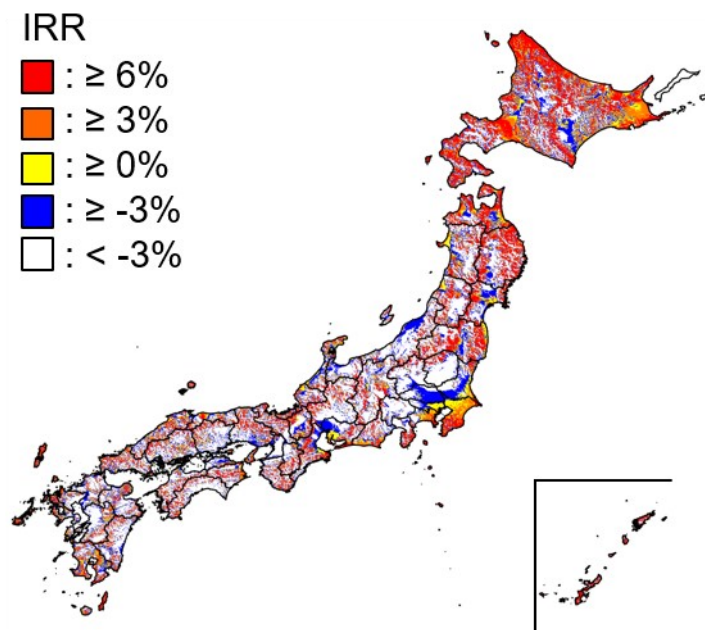 IRR
: ≥ 6%
: ≥ 3%
: ≥ 0%
: ≥ -3%
: < -3%